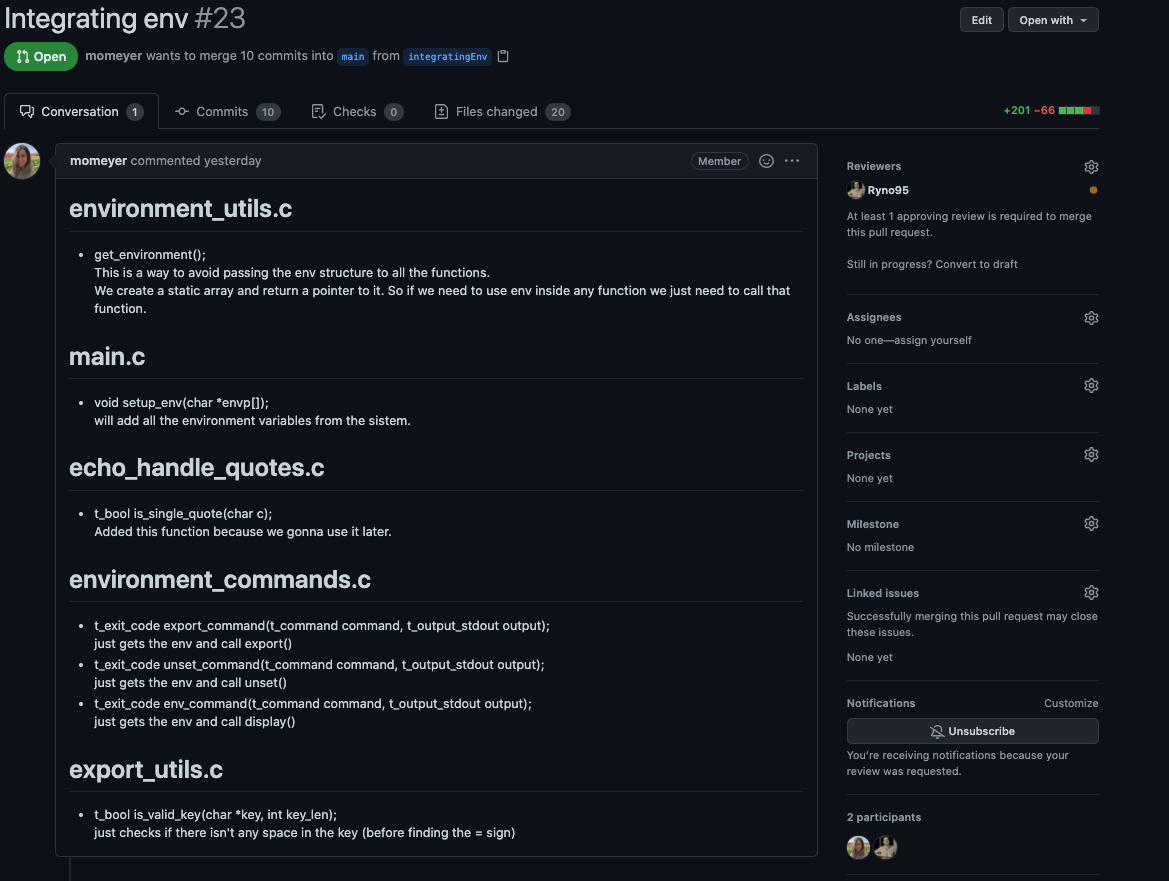 Integrating env #23
Edit
Open with
Open
momeyer wants to merge 10 commits into main from integratingEnv
Conversation 1
Commits 10
Checks 0
Files changed 20
+201 −66
momeyer commented yesterday
Member
environment_utils.c
get_environment();
This is a way to avoid passing the env structure to all the functions.
We create a static array and return a pointer to it. So if we need to use env inside any function we just need to call that
function.
main.c
void setup_env(char *envp[]);
will add all the environment variables from the sistem.
echo_handle_quotes.c
t_bool is_single_quote(char c);
Added this function because we gonna use it later.
environment_commands.c
t_exit_code export_command(t_command command, t_output_stdout output);
just gets the env and call export()
t_exit_code unset_command(t_command command, t_output_stdout output);
just gets the env and call unset()
t_exit_code env_command(t_command command, t_output_stdout output);
just gets the env and call display()
export_utils.c
t_bool is_valid_key(char *key, int key_len);
just checks if there isn't any space in the key (before finding the = sign)
Reviewers
Ryno95
At least 1 approving review is required to merge
this pull request.
Still in progress? Convert to draft
Assignees
No one—assign yourself
Labels
None yet
Projects
None yet
Milestone
No milestone
Linked issues
Successfully merging this pull request may close
these issues.
None yet
Notifications
Customize
Unsubscribe
You're receiving notifications because your
review was requested.
2 participants